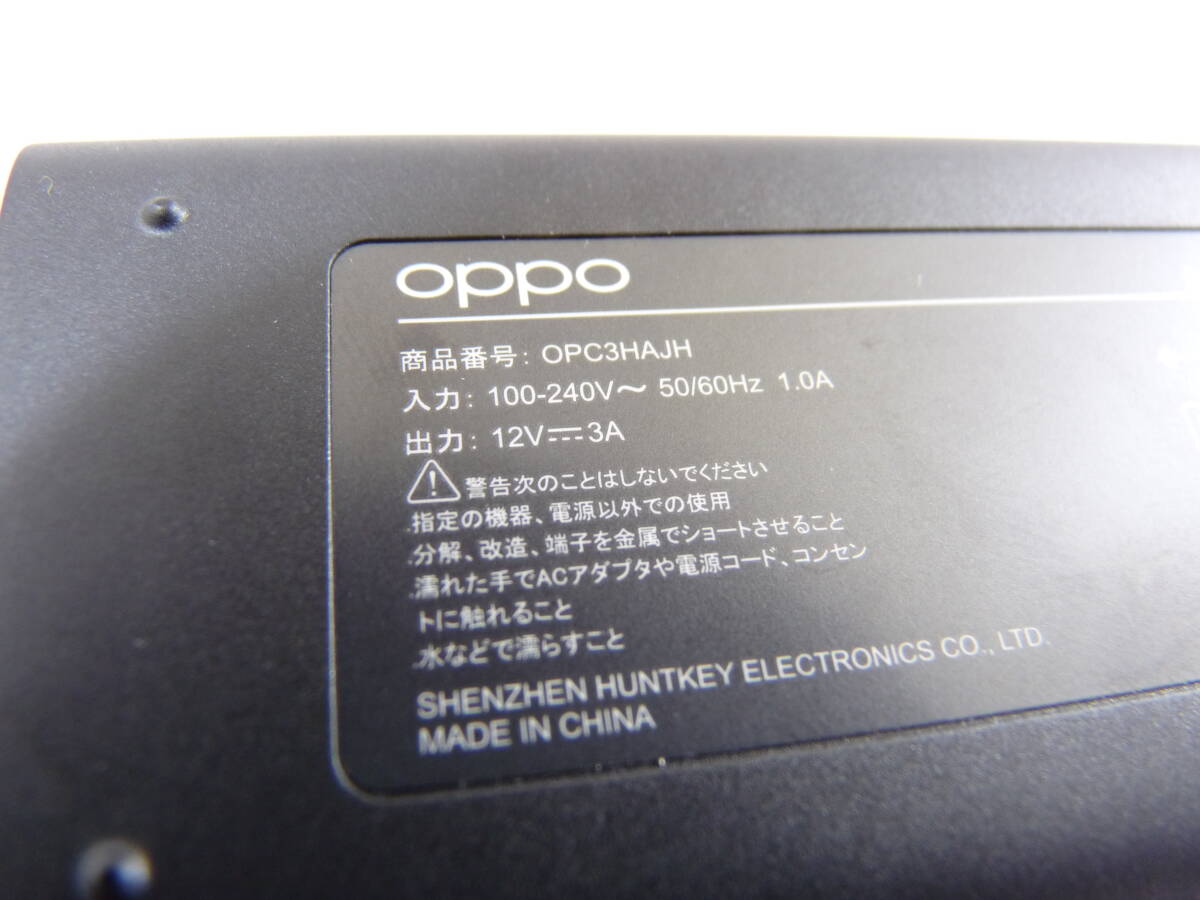 oppo
商品番号: OPC3HAJH
入力: 100-240V～ 50/60Hz 1.0A
出力: 12V⎓3A
警告次のことはしないでください
.指定の機器、電源以外での使用
.分解、改造、端子を金属でショートさせること
.濡れた手でACアダプタや電源コード、コンセン
トに触れること
.水などで濡らすこと
SHENZHEN HUNTKEY ELECTRONICS CO., LTD.
MADE IN CHINA